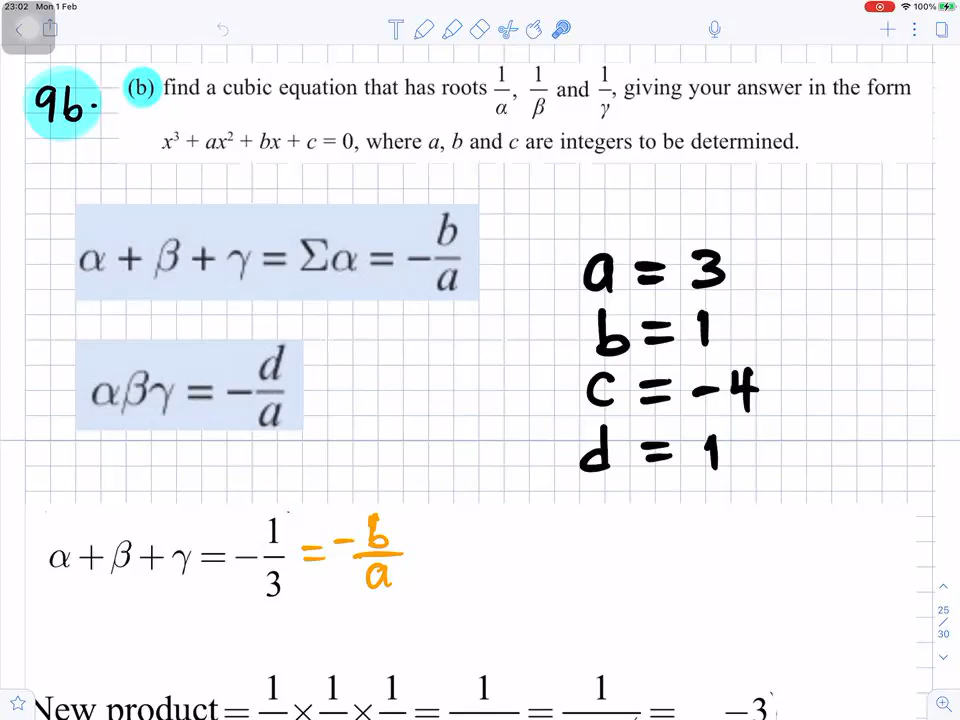 23:02 Mon 1 Feb 100%
9b.
(b) find a cubic equation that has roots 1/α, 1/β and 1/γ, giving your answer in the form
x³ + ax² + bx + c = 0, where a, b and c are integers to be determined.
α + β + γ = Σα = −b/a
a = 3
b = 1
αβγ = −d/a
c = -4
d = 1
α + β + γ = −1/3 = −b/a
25
/
30
New product = 1 × 1 × 1 = 1 = 1 = −3